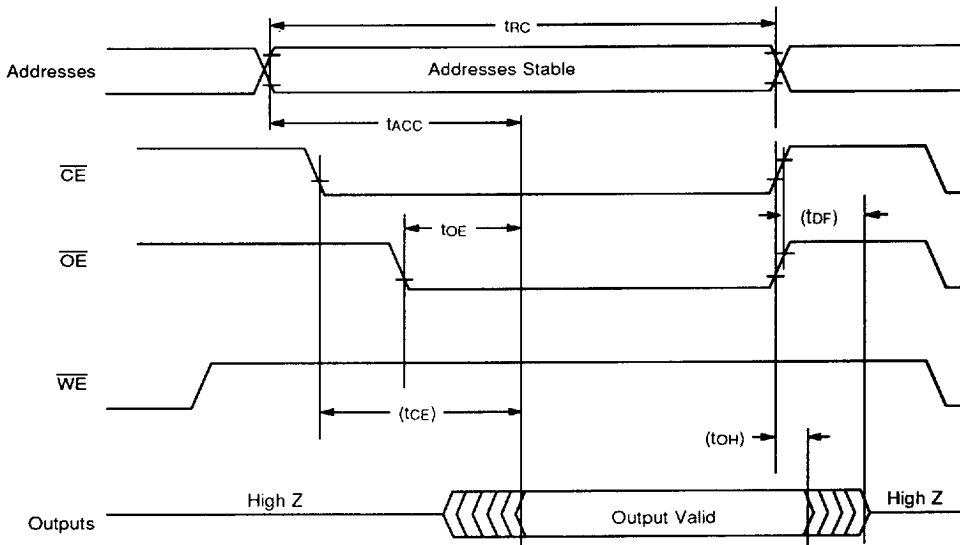 tRC
Addresses
Addresses Stable
tACC
CE
(tDF)
tOE
OE
WE
(tCE)
(tOH)
High Z
High Z
Outputs
Output Valid